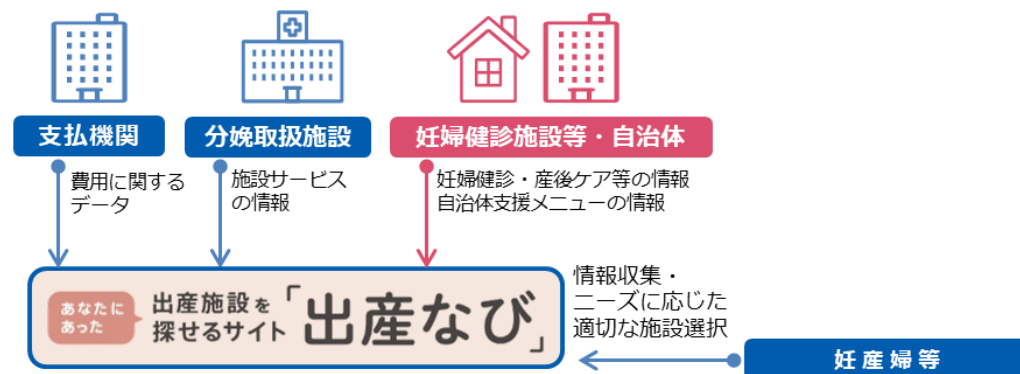 支払機関
分娩取扱施設
妊婦健診施設等・自治体
費用に関する
データ
施設サービス
の情報
妊婦健診・産後ケア等の情報
自治体支援メニューの情報
あなたに
あった
出産施設を
探せるサイト
「出産なび」
情報収集・
ニーズに応じた
適切な施設選択
妊産婦等